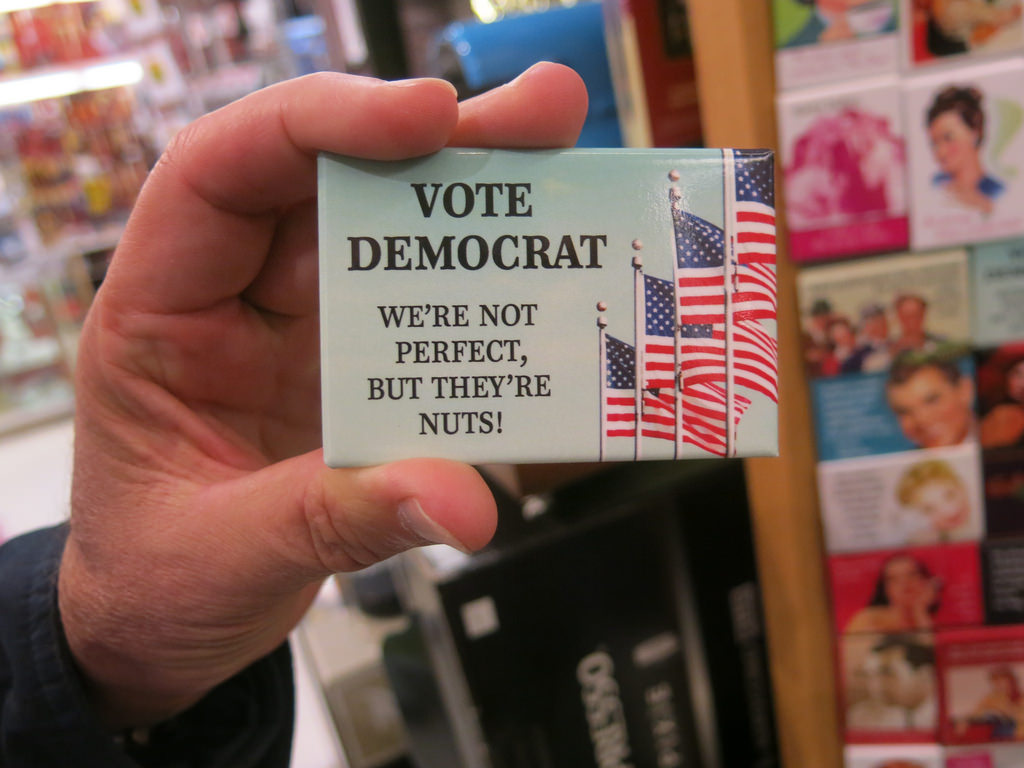 VOTE
DEMOCRAT
WE'RE NOT
PERFECT,
BUT THEY'RE
NUTS!